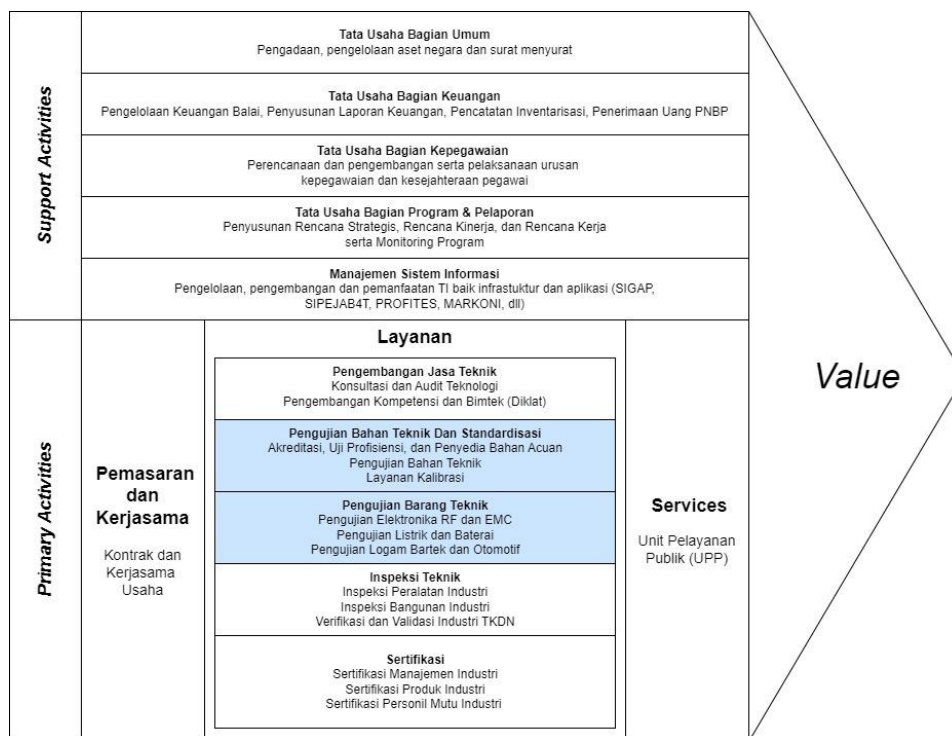 Support Activities
Tata Usaha Bagian Umum
Pengadaan, pengelolaan aset negara dan surat menyurat
Tata Usaha Bagian Keuangan
Pengelolaan Keuangan Balai, Penyusunan Laporan Keuangan, Pencatatan Inventarisasi, Penerimaan Uang PNBP
Tata Usaha Bagian Kepegawaian
Perencanaan dan pengembangan serta pelaksanaan urusan
kepegawaian dan kesejahteraan pegawai
Tata Usaha Bagian Program & Pelaporan
Penyusunan Rencana Strategis, Rencana Kinerja, dan Rencana Kerja
serta Monitoring Program
Manajemen Sistem Informasi
Pengelolaan, pengembangan dan pemanfaatan TI baik infrastuktur dan aplikasi (SIGAP,
SIPEJAB4T, PROFITES, MARKONI, dll)
Primary Activities
Pemasaran
dan
Kerjasama
Kontrak dan
Kerjasama
Usaha
Layanan
Pengembangan Jasa Teknik
Konsultasi dan Audit Teknologi
Pengembangan Kompetensi dan Bimtek (Diklat)
Pengujian Bahan Teknik Dan Standardisasi
Akreditasi, Uji Profisiensi, dan Penyedia Bahan Acuan
Pengujian Bahan Teknik
Layanan Kalibrasi
Pengujian Barang Teknik
Pengujian Elektronika RF dan EMC
Pengujian Listrik dan Baterai
Pengujian Logam Bartek dan Otomotif
Inspeksi Teknik
Inspeksi Peralatan Industri
Inspeksi Bangunan Industri
Verifikasi dan Validasi Industri TKDN
Sertifikasi
Sertifikasi Manajemen Industri
Sertifikasi Produk Industri
Sertifikasi Personil Mutu Industri
Services
Unit Pelayanan
Publik (UPP)
Value